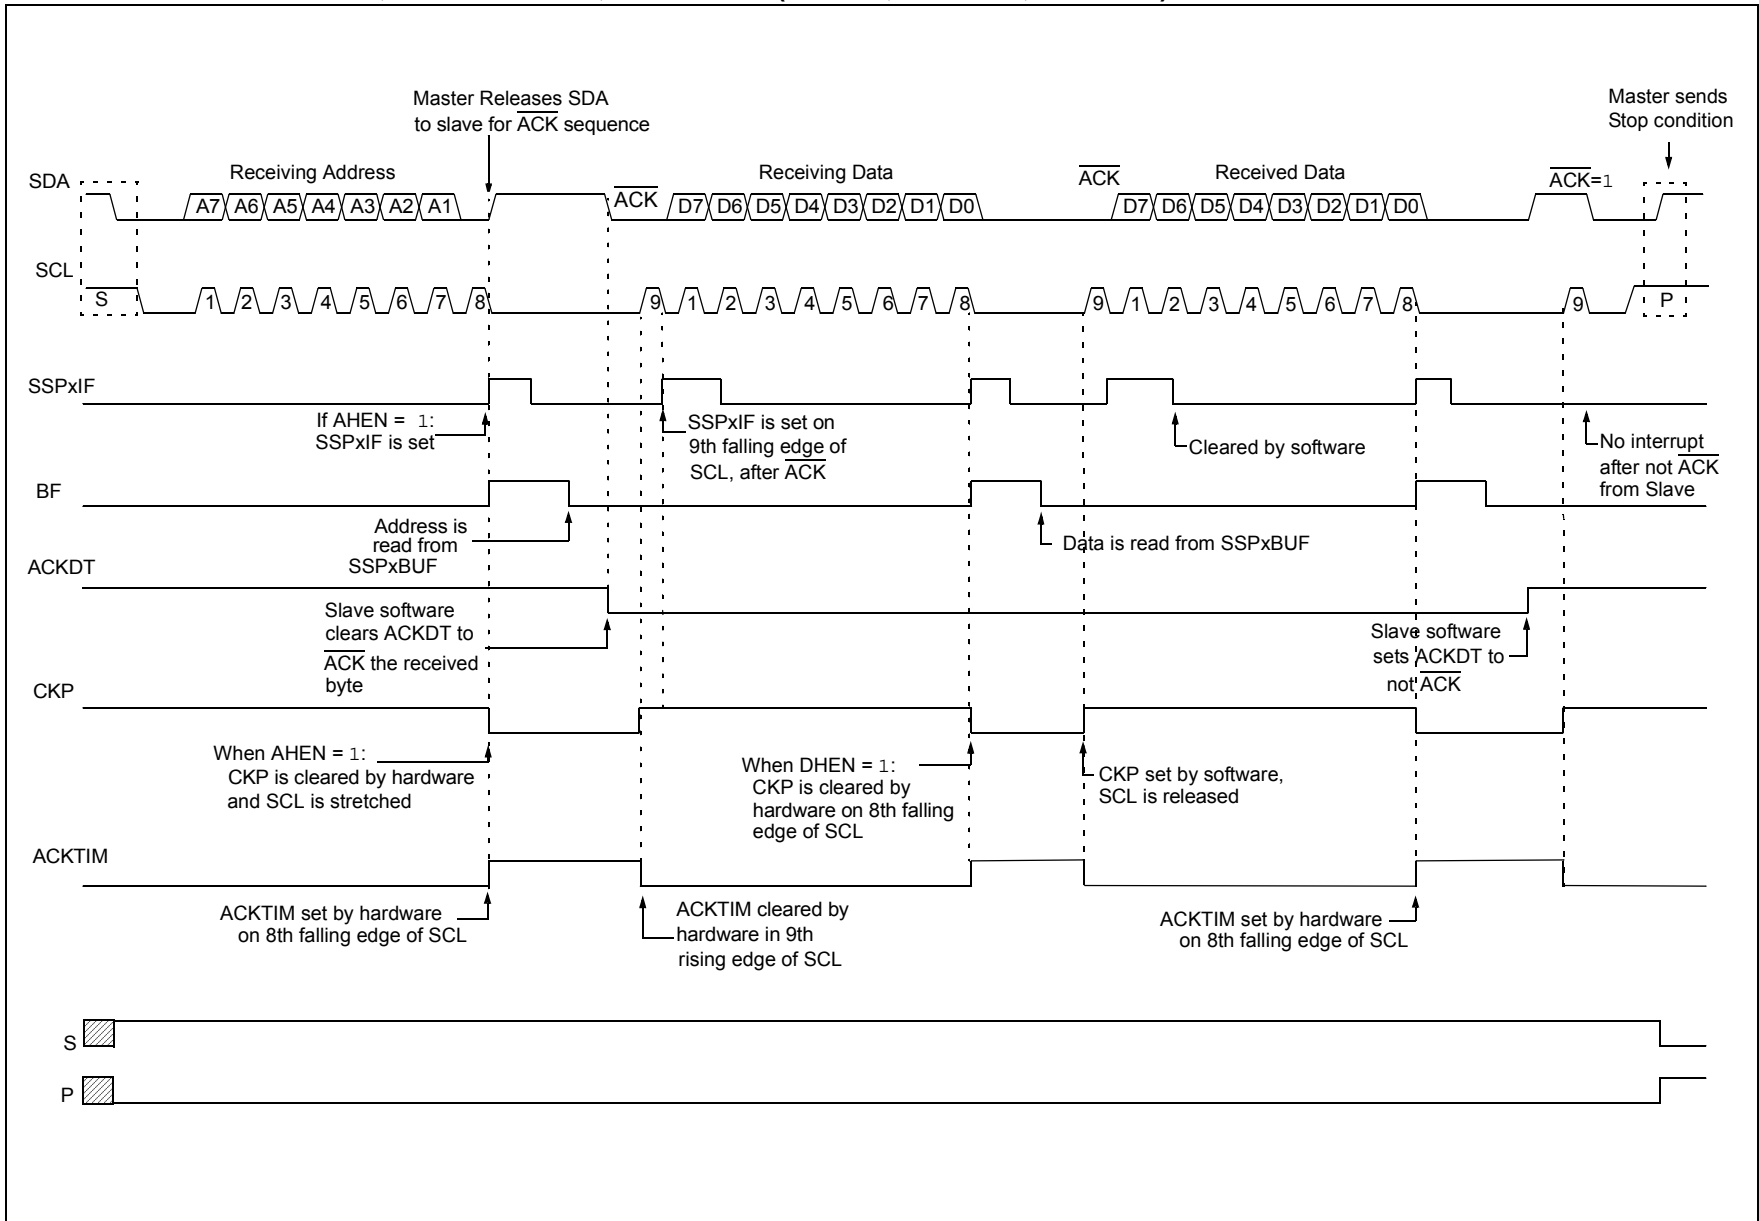 Master Releases SDA
to slave for ACK sequence
Master sends
Stop condition
SDA
Receiving Address
Receiving Data
ACK
Received Data
ACK=1
A7 A6 A5 A4 A3 A2 A1
ACK
D7 D6 D5 D4 D3 D2 D1 D0
D7 D6 D5 D4 D3 D2 D1 D0
SCL
S
1 2 3 4 5 6 7 8
9 1 2 3 4 5 6 7 8
9 1 2 3 4 5 6 7 8
9
P
SSPxIF
If AHEN = 1:
SSPxIF is set
SSPxIF is set on
9th falling edge of
SCL, after ACK
Cleared by software
No interrupt
after not ACK
from Slave
BF
Address is
read from
SSPxBUF
Data is read from SSPxBUF
ACKDT
Slave software
clears ACKDT to
ACK the received
byte
Slave software
sets ACKDT to
not ACK
CKP
When AHEN = 1:
CKP is cleared by hardware
and SCL is stretched
When DHEN = 1:
CKP is cleared by
hardware on 8th falling
edge of SCL
CKP set by software,
SCL is released
ACKTIM
ACKTIM set by hardware
on 8th falling edge of SCL
ACKTIM cleared by
hardware in 9th
rising edge of SCL
ACKTIM set by hardware
on 8th falling edge of SCL
S
P